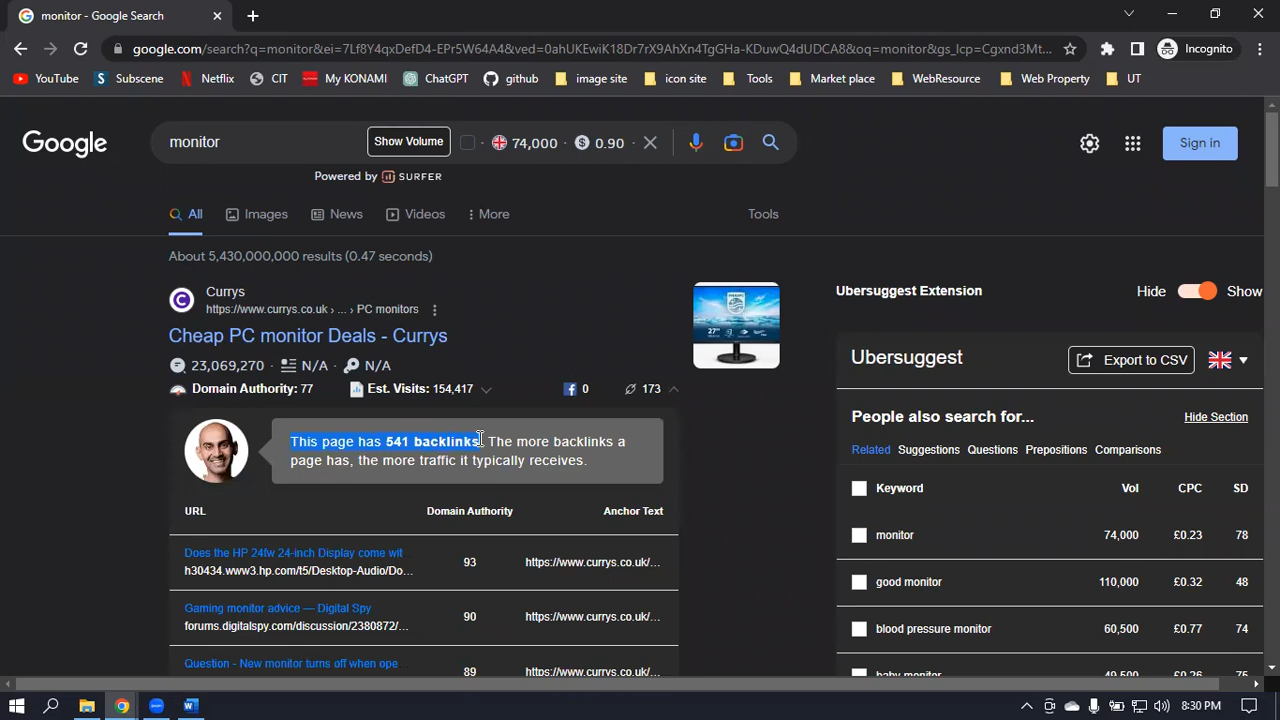 monitor - Google Search
google.com/search?q=monitor&ei=7Lf8Y4qxDefD4-EPr5W64A4&ved=0ahUKEwiK18Dr7rX9AhXn4TgGHa-KDuwQ4dUDCA8&oq=monitor&gs_lcp=Cgxnd3Mt...
Incognito
YouTube Subscene Netflix CIT My KONAMI ChatGPT github image site icon site Tools Market place WebResource Web Property UT
Google
monitor
Show Volume
74,000 · $ 0.90 ·
Sign in
Powered by SURFER
All Images News Videos More Tools
About 5,430,000,000 results (0.47 seconds)
Currys
https://www.currys.co.uk › ... › PC monitors
Cheap PC monitor Deals - Currys
23,069,270 N/A N/A
Domain Authority: 77 Est. Visits: 154,417 0 173
This page has 541 backlinks. The more backlinks a
page has, the more traffic it typically receives.
URL Domain Authority Anchor Text
Does the HP 24fw 24-inch Display come wit
h30434.www3.hp.com/t5/Desktop-Audio/Do...
93 https://www.currys.co.uk/...
Gaming monitor advice — Digital Spy
forums.digitalspy.com/discussion/2380872/...
90 https://www.currys.co.uk/...
Question - New monitor turns off when ope
89 https://www.currys.co.uk/...
Ubersuggest Extension Hide Show
Ubersuggest
Export to CSV
People also search for... Hide Section
Related Suggestions Questions Prepositions Comparisons
Keyword Vol CPC SD
monitor 74,000 £0.23 78
good monitor 110,000 £0.32 48
blood pressure monitor 60,500 £0.77 74
baby monitor 49,500 £0.26 75
8:30 PM